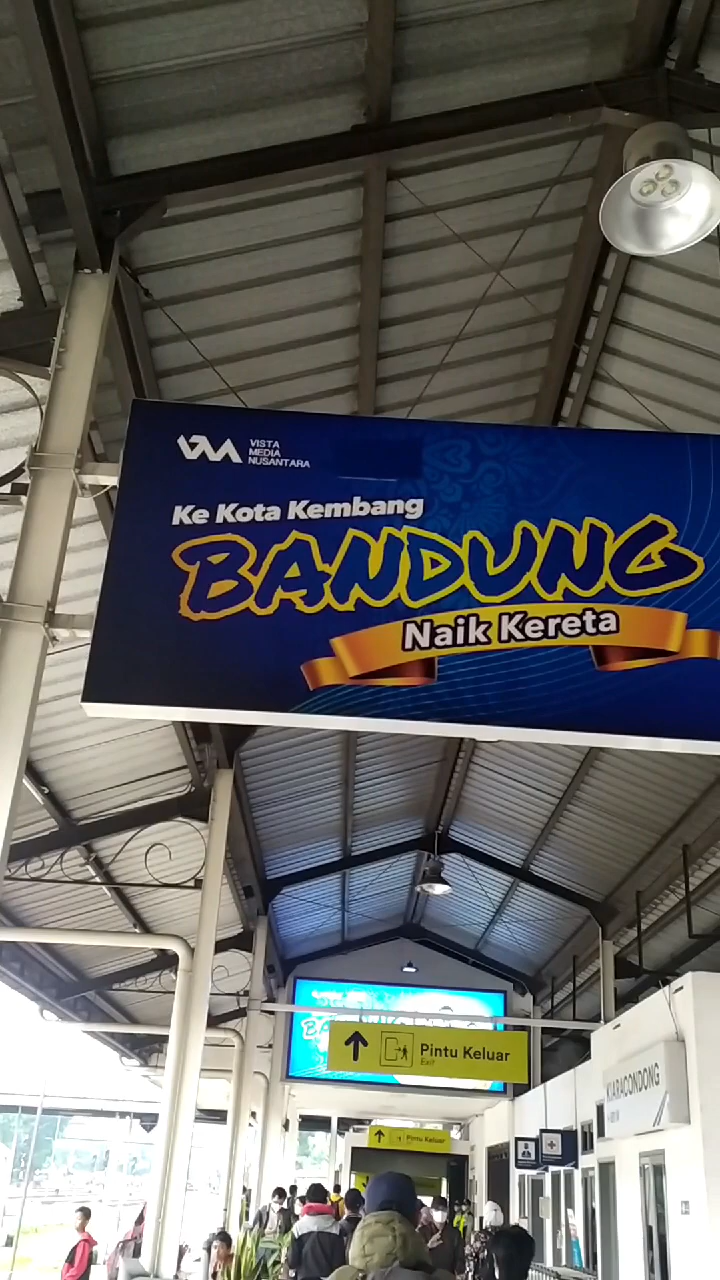 VISTA
MEDIA
NUSANTARA
Ke Kota Kembang
BANDUNG
Naik Kereta
Pintu Keluar
Exit
KIARACONDONG
Pintu Keluar